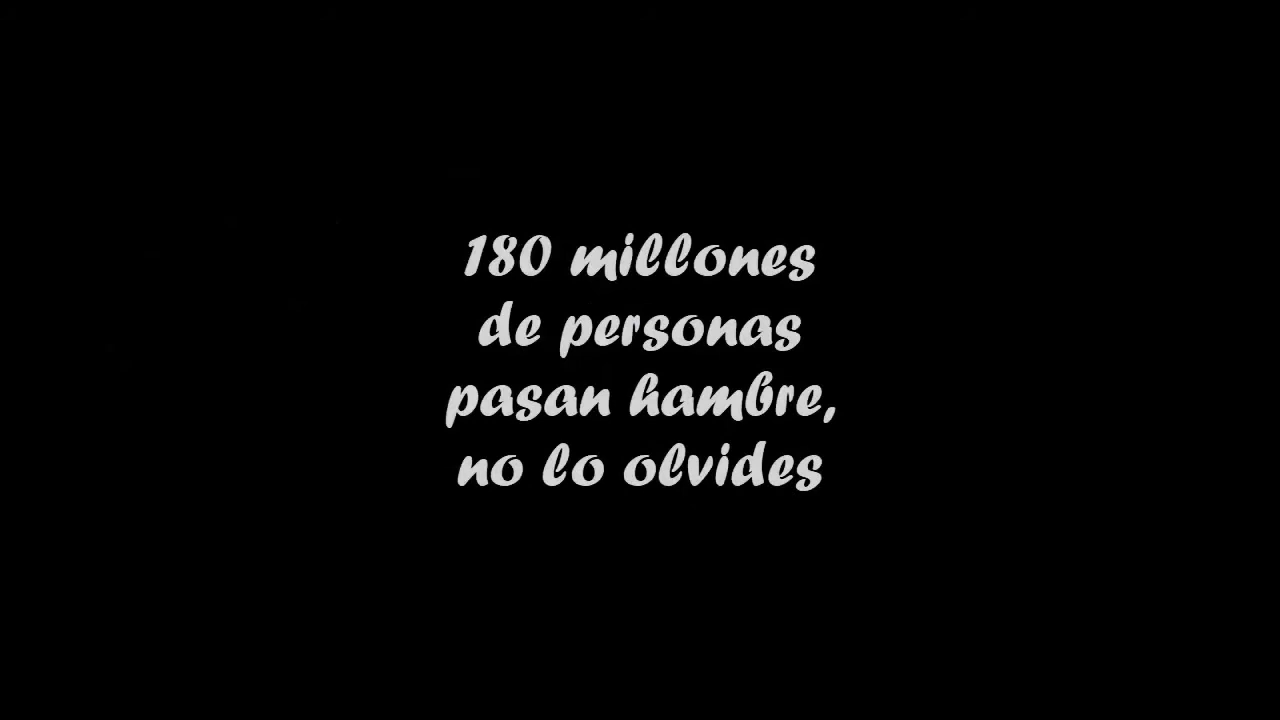 180 millones
de personas
pasan hambre,
no lo olvides